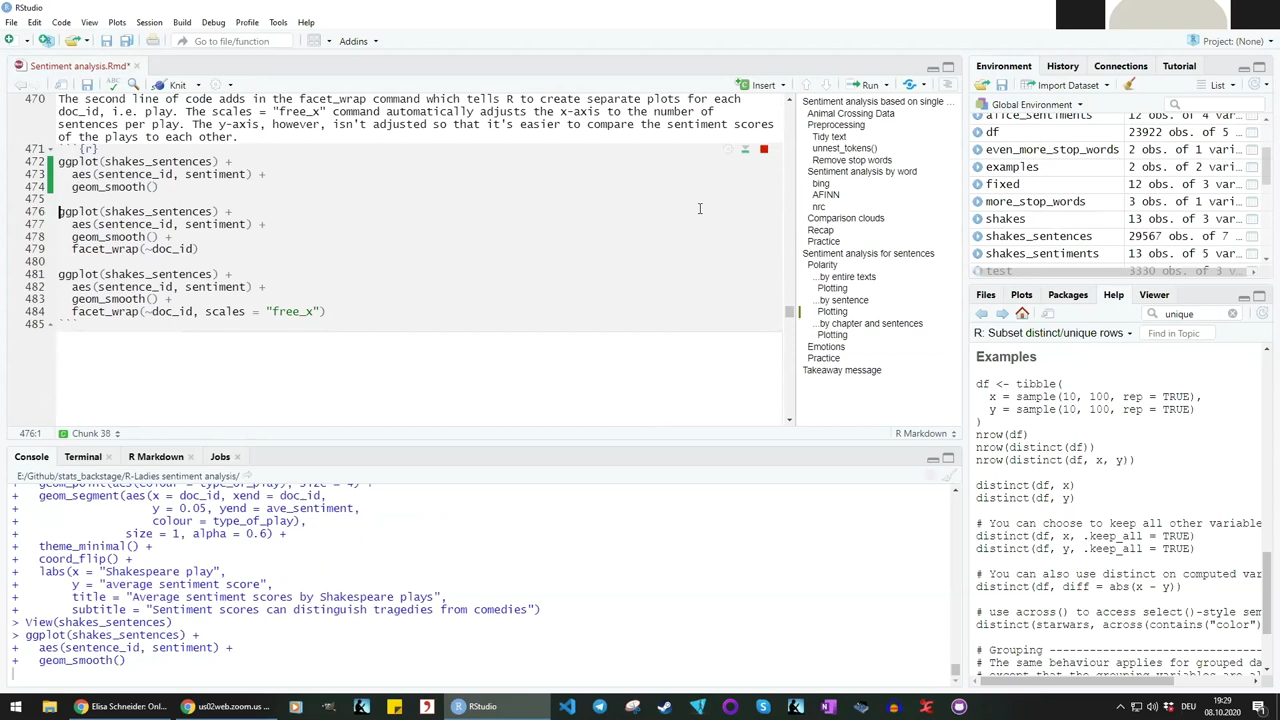 RStudio
File Edit Code View Plots Session Build Debug Profile Tools Help
Go to file/function Addins Project: (None)
Sentiment analysis.Rmd*
ABC Knit Insert Run
470 The second line of code adds in the facet_wrap command which tells R to create separate plots for each
doc_id, i.e. play. The scales = "free_x" command automatically adjusts the x-axis to the number of
sentences per play. The y-axis, however, isn't adjusted so that it's easier to compare the sentiment scores
of the plays to each other.
471 ```{r}
472 ggplot(shakes_sentences) +
473 aes(sentence_id, sentiment) +
474 geom_smooth()
475
476 ggplot(shakes_sentences) +
477 aes(sentence_id, sentiment) +
478 geom_smooth() +
479 facet_wrap(~doc_id)
480
481 ggplot(shakes_sentences) +
482 aes(sentence_id, sentiment) +
483 geom_smooth() +
484 facet_wrap(~doc_id, scales = "free_x")
485 ```
476:1 Chunk 38 R Markdown
Sentiment analysis based on single ...
Animal Crossing Data
Preprocessing
Tidy text
unnest_tokens()
Remove stop words
Sentiment analysis by word
bing
AFINN
nrc
Comparison clouds
Recap
Practice
Sentiment analysis for sentences
Polarity
...by entire texts
Plotting
...by sentence
Plotting
...by chapter and sentences
Plotting
Emotions
Practice
Takeaway message
Console Terminal R Markdown Jobs
E:/Github/stats_backstage/R-Ladies sentiment analysis/
+ geom_point(aes(colour = type_of_play), size = 4) +
+ geom_segment(aes(x = doc_id, xend = doc_id,
+ y = 0.05, yend = ave_sentiment,
+ colour = type_of_play),
+ size = 1, alpha = 0.6) +
+ theme_minimal() +
+ coord_flip() +
+ labs(x = "Shakespeare play",
+ y = "average sentiment score",
+ title = "Average sentiment scores by Shakespeare plays",
+ subtitle = "Sentiment scores can distinguish tragedies from comedies")
> View(shakes_sentences)
> ggplot(shakes_sentences) +
+ aes(sentence_id, sentiment) +
+ geom_smooth()
Environment History Connections Tutorial
Import Dataset List
Global Environment
alice_sentiments 12 obs. of 4 var...
df 23922 obs. of 5 ...
even_more_stop_words 2 obs. of 1 vari...
examples 2 obs. of 2 vari...
fixed 12 obs. of 3 var...
more_stop_words 3 obs. of 1 vari...
shakes 13 obs. of 3 var...
shakes_sentences 29567 obs. of 7 ...
shakes_sentiments 13 obs. of 5 var...
test 3330 obs. of 3 v...
Files Plots Packages Help Viewer
unique
R: Subset distinct/unique rows Find in Topic
Examples
df <- tibble(
x = sample(10, 100, rep = TRUE),
y = sample(10, 100, rep = TRUE)
)
nrow(df)
nrow(distinct(df))
nrow(distinct(df, x, y))
distinct(df, x)
distinct(df, y)
# You can choose to keep all other variable
distinct(df, x, .keep_all = TRUE)
distinct(df, y, .keep_all = TRUE)
# You can also use distinct on computed var
distinct(df, diff = abs(x - y))
# use across() to access select()-style sem
distinct(starwars, across(contains("color")
# Grouping ----------------------------------
# The same behaviour applies for grouped da
Elisa Schneider: Onl... us02web.zoom.us ... RStudio DEU 19:29
08.10.2020